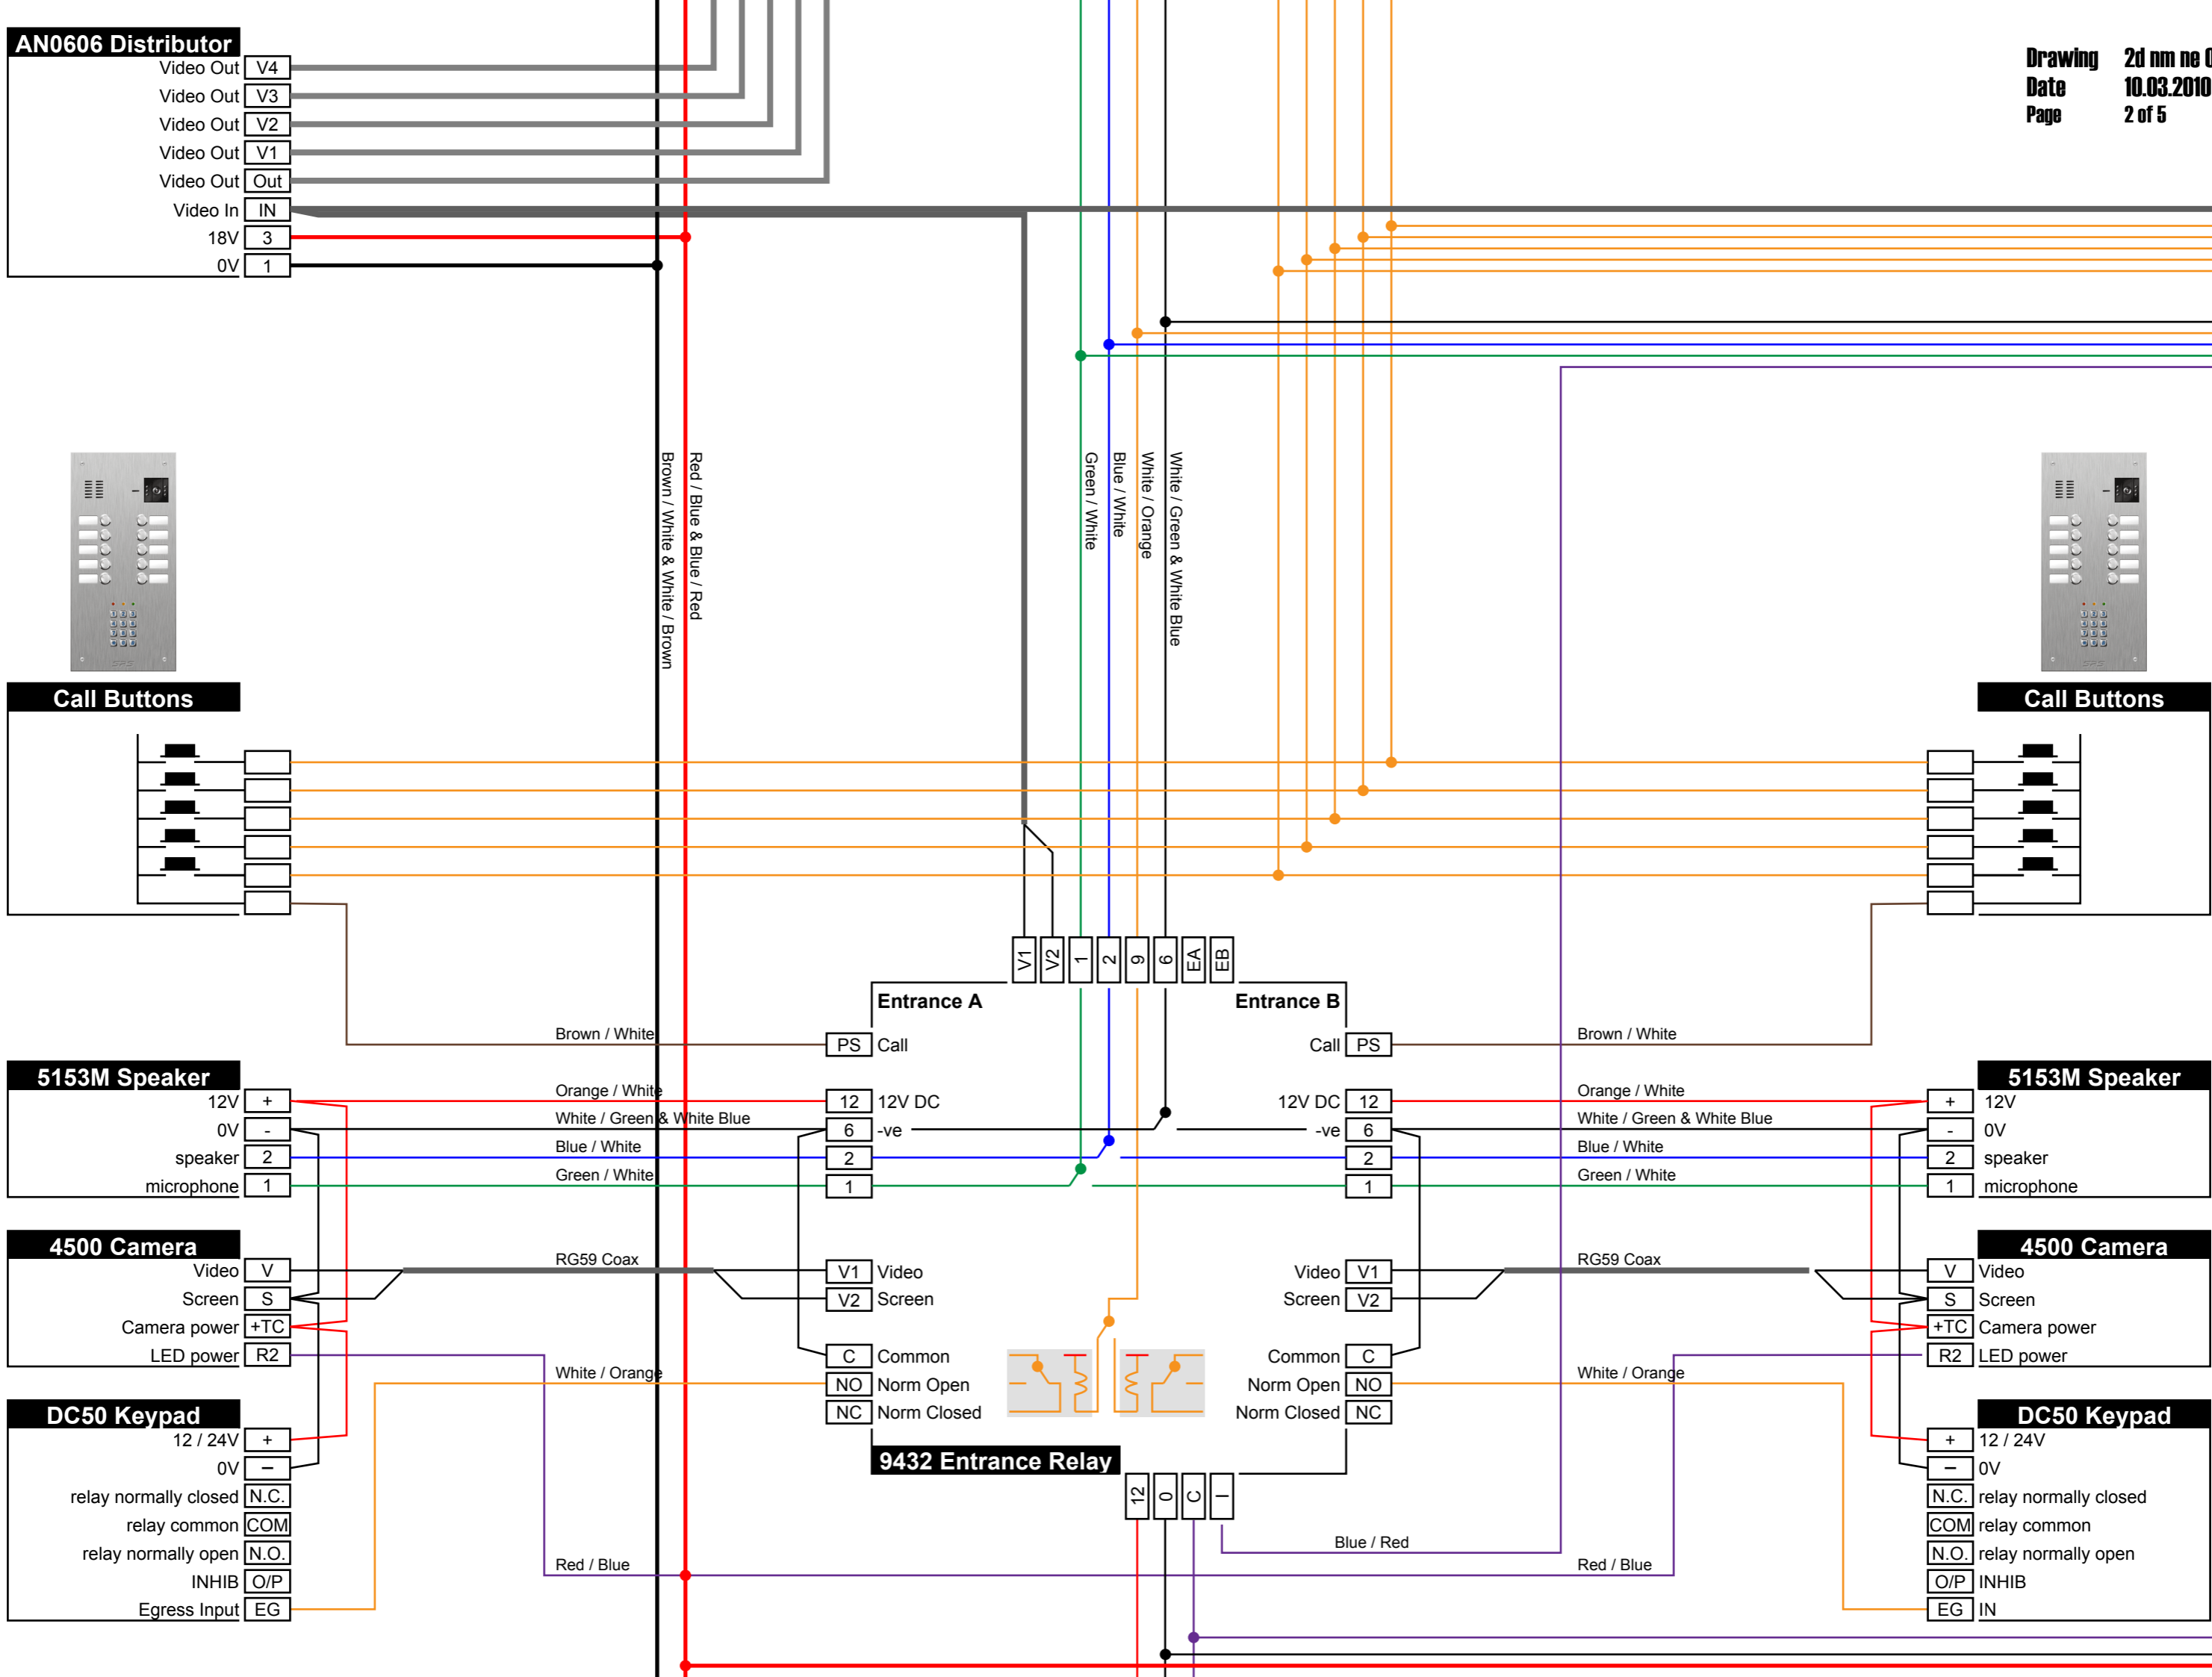 AN0606 Distributor
Video Out V4
Video Out V3
Video Out V2
Video Out V1
Video Out Out
Video In IN
18V 3
0V 1
Drawing 2d nm ne
Date 10.03.2010
Page 2 of 5
Brown / White & White / Brown
Red / Blue & Blue / Red
Green / White
Blue / White
White / Orange
White / Green & White Blue
Call Buttons
Call Buttons
V1 V2 1 2 9 6 EA EB
Entrance A
Entrance B
Brown / White
PS Call
Call PS
Brown / White
5153M Speaker
12V +
0V -
speaker 2
microphone 1
Orange / White
White / Green & White Blue
Blue / White
Green / White
12 12V DC
6 -ve
2
1
12V DC 12
-ve 6
2
1
Orange / White
White / Green & White Blue
Blue / White
Green / White
5153M Speaker
+ 12V
- 0V
2 speaker
1 microphone
4500 Camera
Video V
Screen S
Camera power +TC
LED power R2
RG59 Coax
V1 Video
V2 Screen
Video V1
Screen V2
RG59 Coax
4500 Camera
V Video
S Screen
+TC Camera power
R2 LED power
White / Orange
C Common
NO Norm Open
NC Norm Closed
Common C
Norm Open NO
Norm Closed NC
White / Orange
9432 Entrance Relay
12 0 C I
DC50 Keypad
12 / 24V +
0V –
relay normally closed N.C.
relay common COM
relay normally open N.O.
INHIB O/P
Egress Input EG
Red / Blue
Blue / Red
Red / Blue
DC50 Keypad
+ 12 / 24V
– 0V
N.C. relay normally closed
COM relay common
N.O. relay normally open
O/P INHIB
EG IN